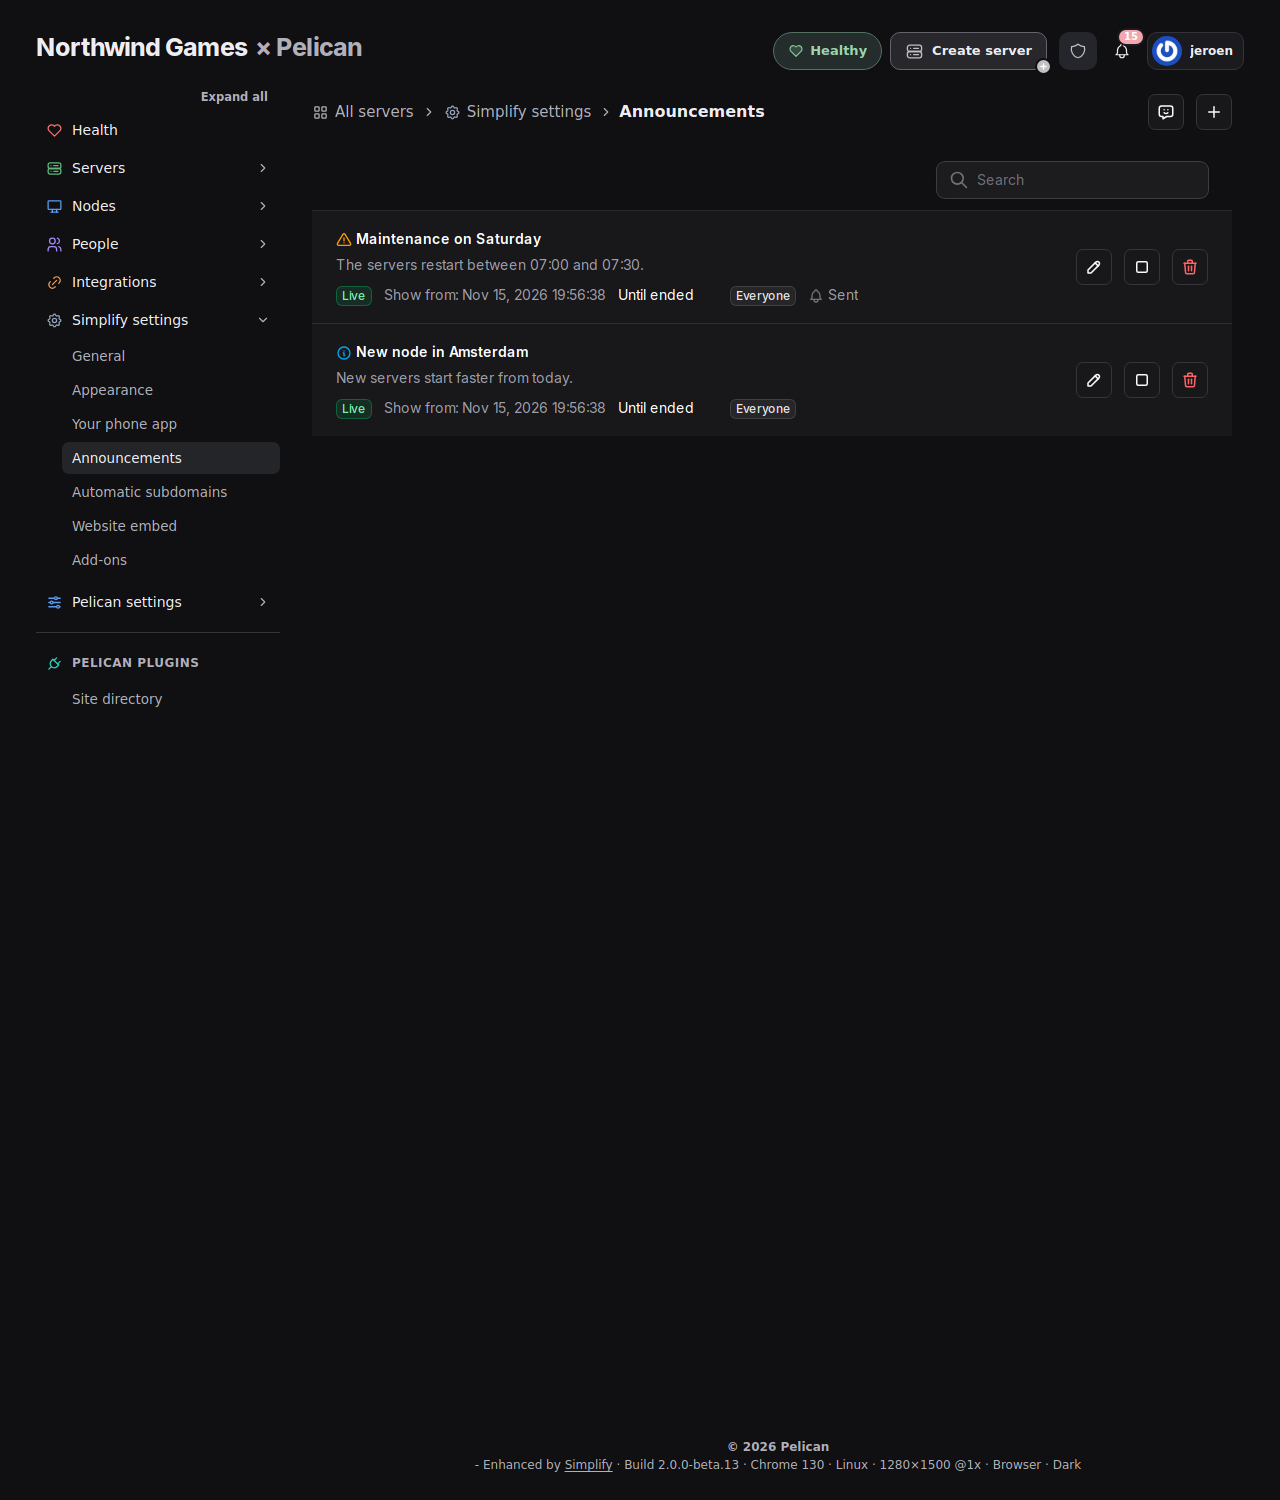 Northwind Games × Pelican
Healthy
Create server
15
jeroen
Expand all
Health
Servers
Nodes
People
Integrations
Simplify settings
General
Appearance
Your phone app
Announcements
Automatic subdomains
Website embed
Add-ons
Pelican settings
PELICAN PLUGINS
Site directory
All servers > Simplify settings > Announcements
Search
Maintenance on Saturday
The servers restart between 07:00 and 07:30.
Live Show from: Nov 15, 2026 19:56:38 Until ended Everyone Sent
New node in Amsterdam
New servers start faster from today.
Live Show from: Nov 15, 2026 19:56:38 Until ended Everyone
© 2026 Pelican
- Enhanced by Simplify · Build 2.0.0-beta.13 · Chrome 130 · Linux · 1280×1500 @1x · Browser · Dark